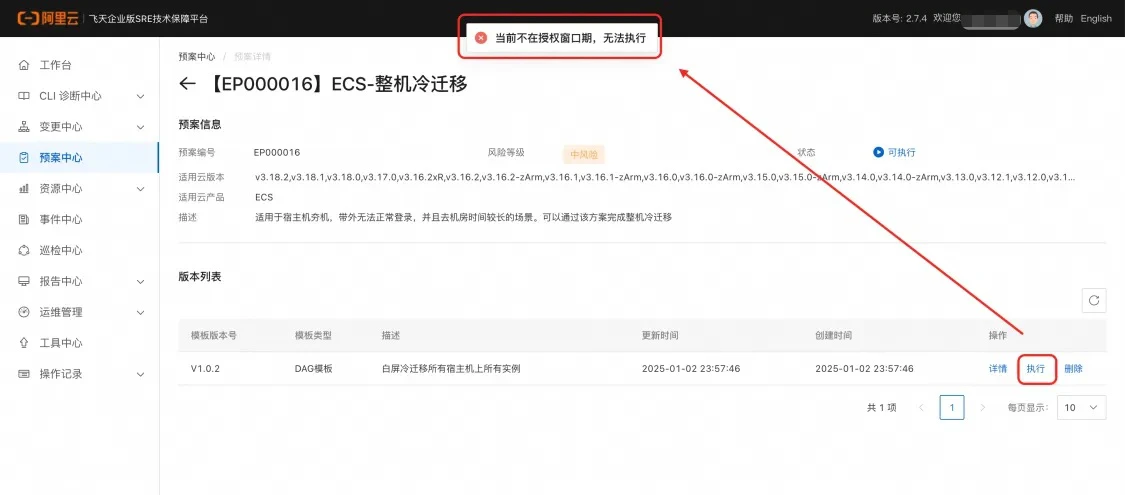 阿里云 飞天企业版SRE技术保障平台
版本号: 2.7.4 欢迎您 帮助 English
当前不在授权窗口期，无法执行
工作台
CLI 诊断中心
变更中心
预案中心
资源中心
事件中心
巡检中心
报告中心
运维管理
工具中心
操作记录
预案中心 / 预案详情
← 【EP000016】ECS-整机冷迁移
预案信息
预案编号 EP000016 风险等级 中风险 状态 可执行
适用云版本 v3.18.2,v3.18.1,v3.18.0,v3.17.0,v3.16.2xR,v3.16.2,v3.16.2-zArm,v3.16.1,v3.16.1-zArm,v3.16.0,v3.16.0-zArm,v3.15.0,v3.15.0-zArm,v3.14.0,v3.14.0-zArm,v3.13.0,v3.12.1,v3.12.0,v3.1...
适用云产品 ECS
描述 适用于宿主机夯机，带外无法正常登录，并且去机房时间较长的场景。可以通过该方案完成整机冷迁移
版本列表
模板版本号 模板类型 描述 更新时间 创建时间 操作
V1.0.2 DAG模板 白屏冷迁移所有宿主机上所有实例 2025-01-02 23:57:46 2025-01-02 23:57:46 详情 执行 删除
共 1 项 1 每页显示: 10